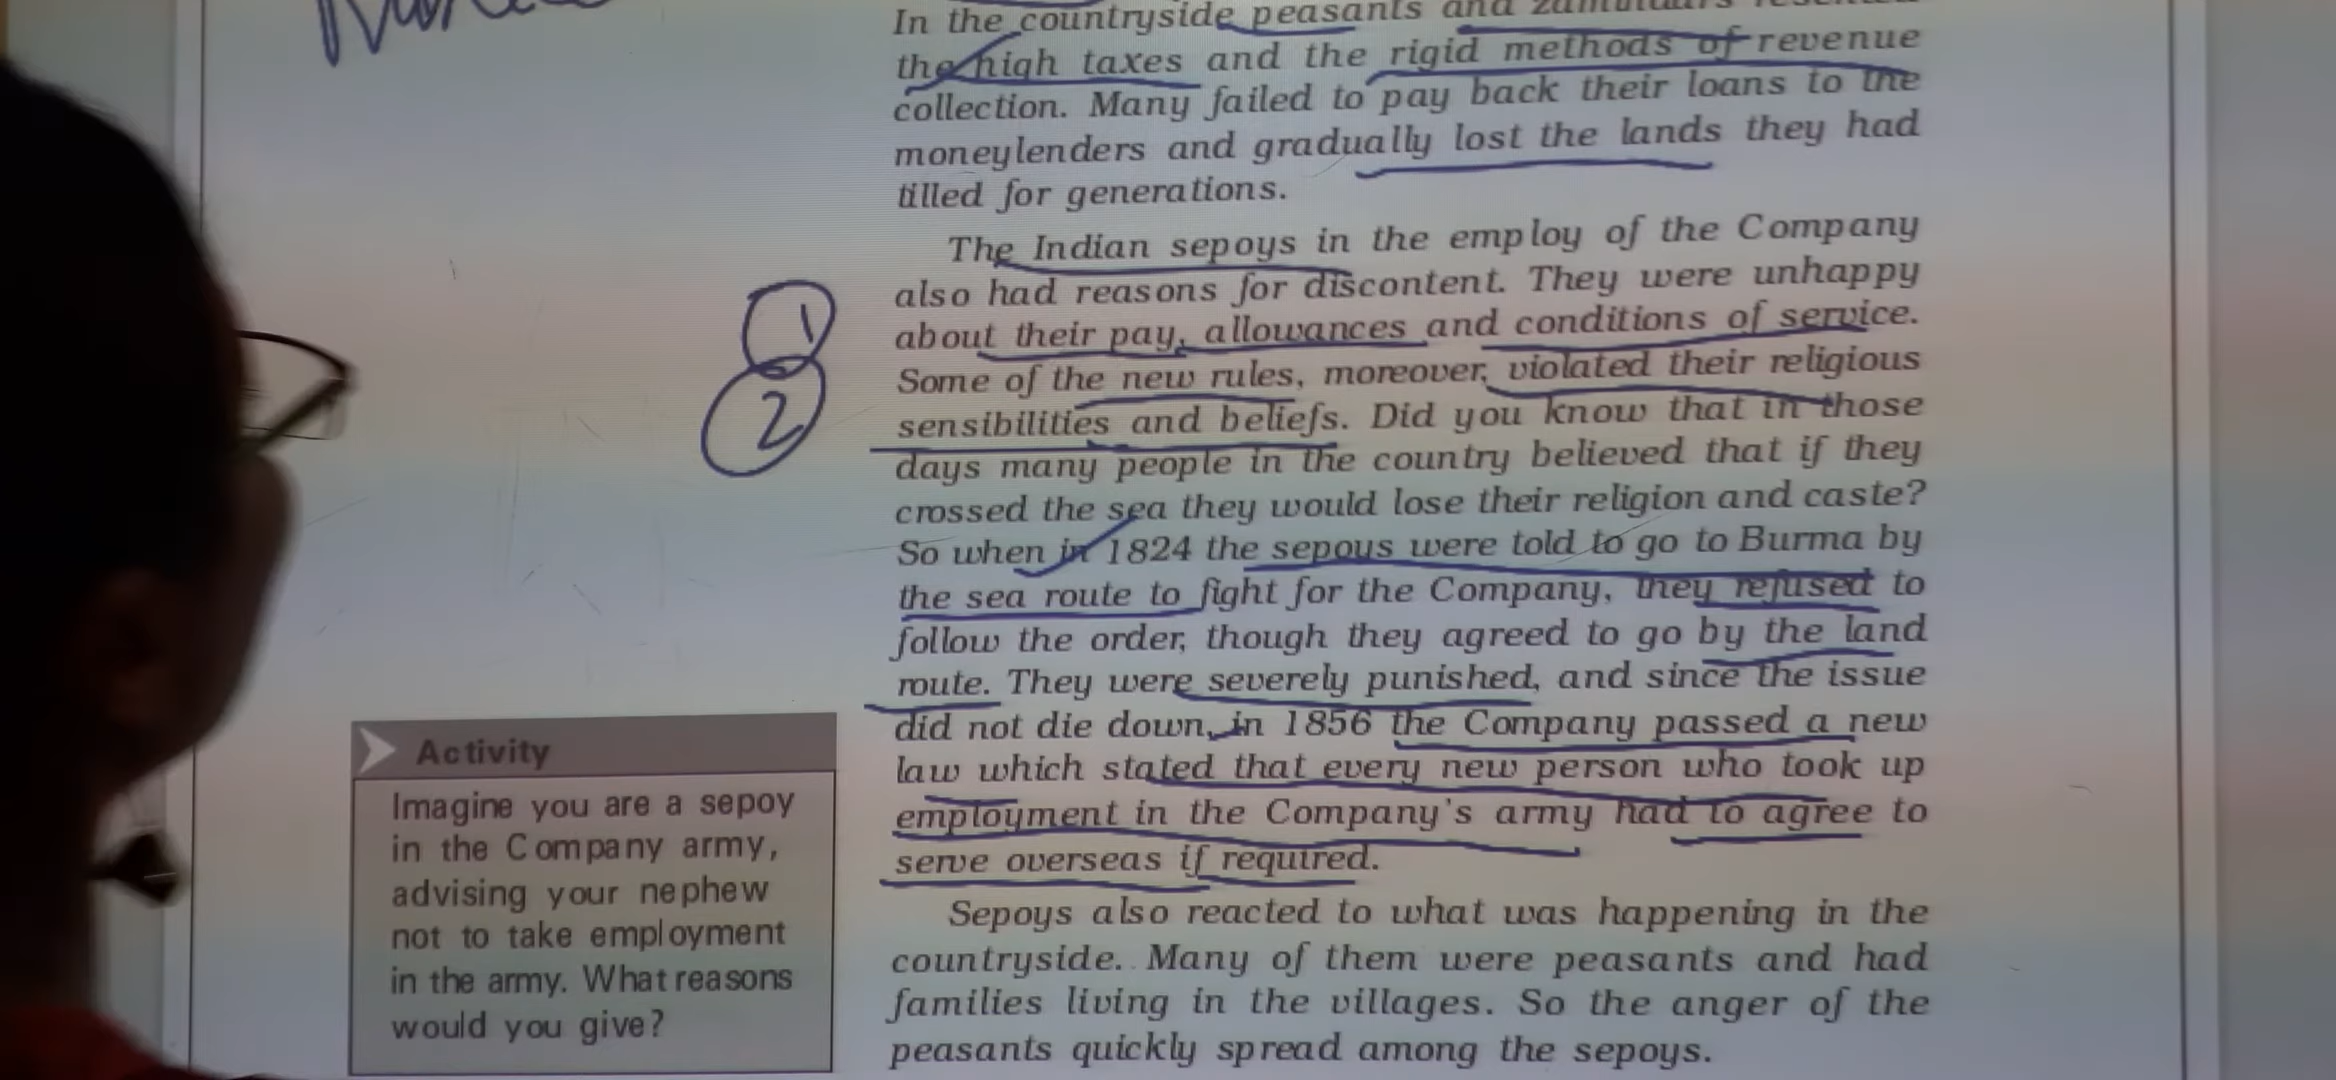 In the countryside peasants and
the high taxes and the rigid methods of revenue
collection. Many failed to pay back their loans to the
moneylenders and gradually lost the lands they had
tilled for generations.
The Indian sepoys in the employ of the Company
also had reasons for discontent. They were unhappy
about their pay, allowances and conditions of service.
Some of the new rules, moreover, violated their religious
sensibilities and beliefs. Did you know that in those
days many people in the country believed that if they
crossed the sea they would lose their religion and caste?
So when in 1824 the sepoys were told to go to Burma by
the sea route to fight for the Company, they refused to
follow the order, though they agreed to go by the land
route. They were severely punished, and since the issue
did not die down, in 1856 the Company passed a new
law which stated that every new person who took up
employment in the Company's army had to agree to
serve overseas if required.
Sepoys also reacted to what was happening in the
countryside. Many of them were peasants and had
families living in the villages. So the anger of the
peasants quickly spread among the sepoys.
1
2
Activity
Imagine you are a sepoy
in the Company army,
advising your nephew
not to take employment
in the army. What reasons
would you give?